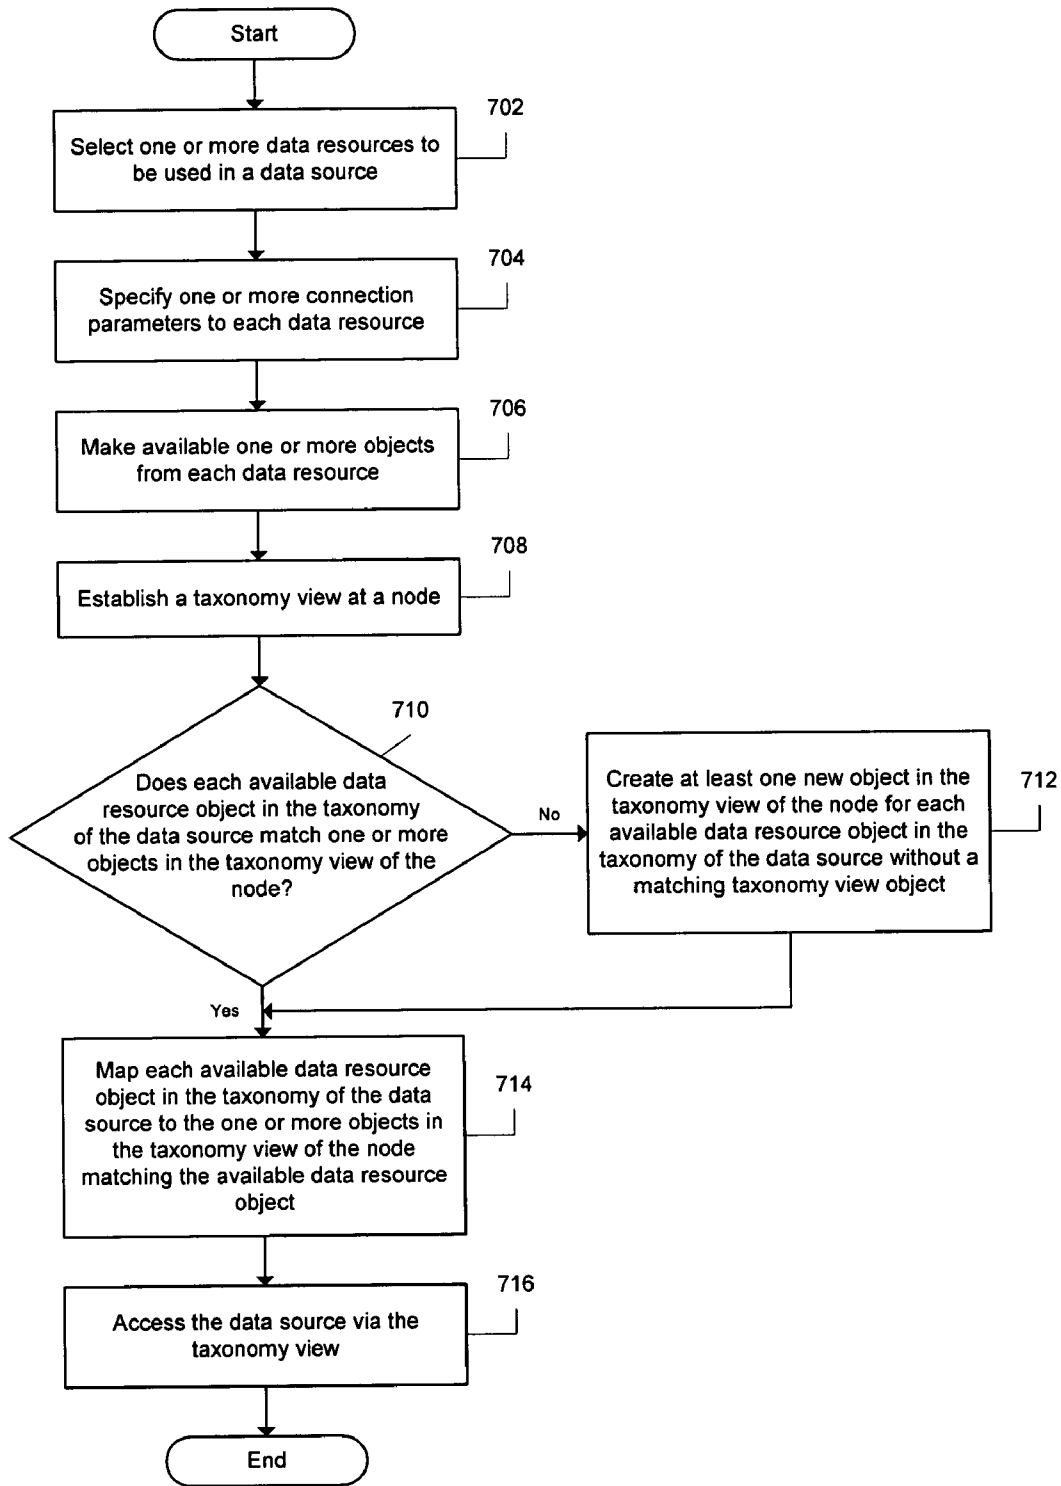 Start
702
Select one or more data resources to
be used in a data source
704
Specify one or more connection
parameters to each data resource
706
Make available one or more objects
from each data resource
708
Establish a taxonomy view at a node
710
Does each available data
resource object in the taxonomy
of the data source match one or more
objects in the taxonomy view of the
node?
No
712
Create at least one new object in the
taxonomy view of the node for each
available data resource object in the
taxonomy of the data source without a
matching taxonomy view object
Yes
714
Map each available data resource
object in the taxonomy of the data
source to the one or more objects in
the taxonomy view of the node
matching the available data resource
object
716
Access the data source via the
taxonomy view
End